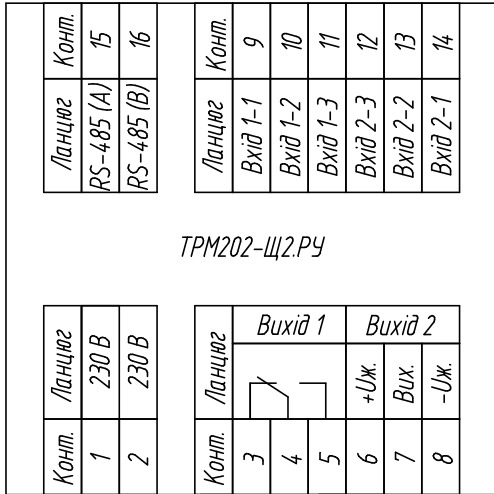 Конт. 15 16
Ланцюг RS-485 (A) RS-485 (B)
Конт. 9 10 11 12 13 14
Ланцюг Вхід 1-1 Вхід 1-2 Вхід 1-3 Вхід 2-3 Вхід 2-2 Вхід 2-1
ТРМ202-Щ2.РУ
Ланцюг 230 В 230 В
Конт. 1 2
Вихід 1 Вихід 2
Ланцюг +Uж. Вих. -Uж.
Конт. 3 4 5 6 7 8